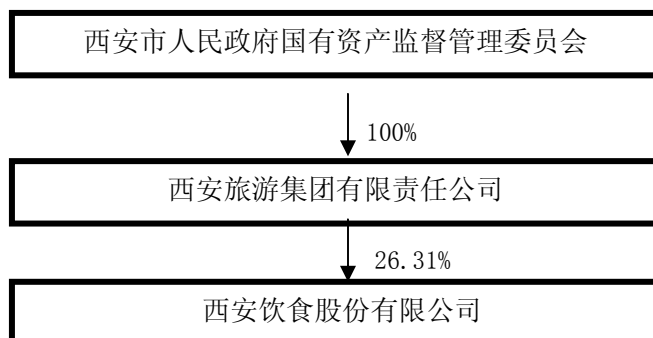 西安市人民政府国有资产监督管理委员会
100%
西安旅游集团有限责任公司
26.31%
西安饮食股份有限公司